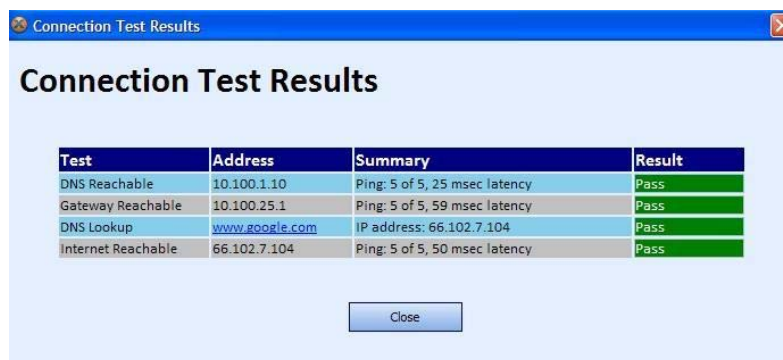 Connection Test Results
Connection Test Results
Test Address Summary Result
DNS Reachable 10.100.1.10 Ping: 5 of 5, 25 msec latency Pass
Gateway Reachable 10.100.25.1 Ping: 5 of 5, 59 msec latency Pass
DNS Lookup www.google.com IP address: 66.102.7.104 Pass
Internet Reachable 66.102.7.104 Ping: 5 of 5, 50 msec latency Pass
Close